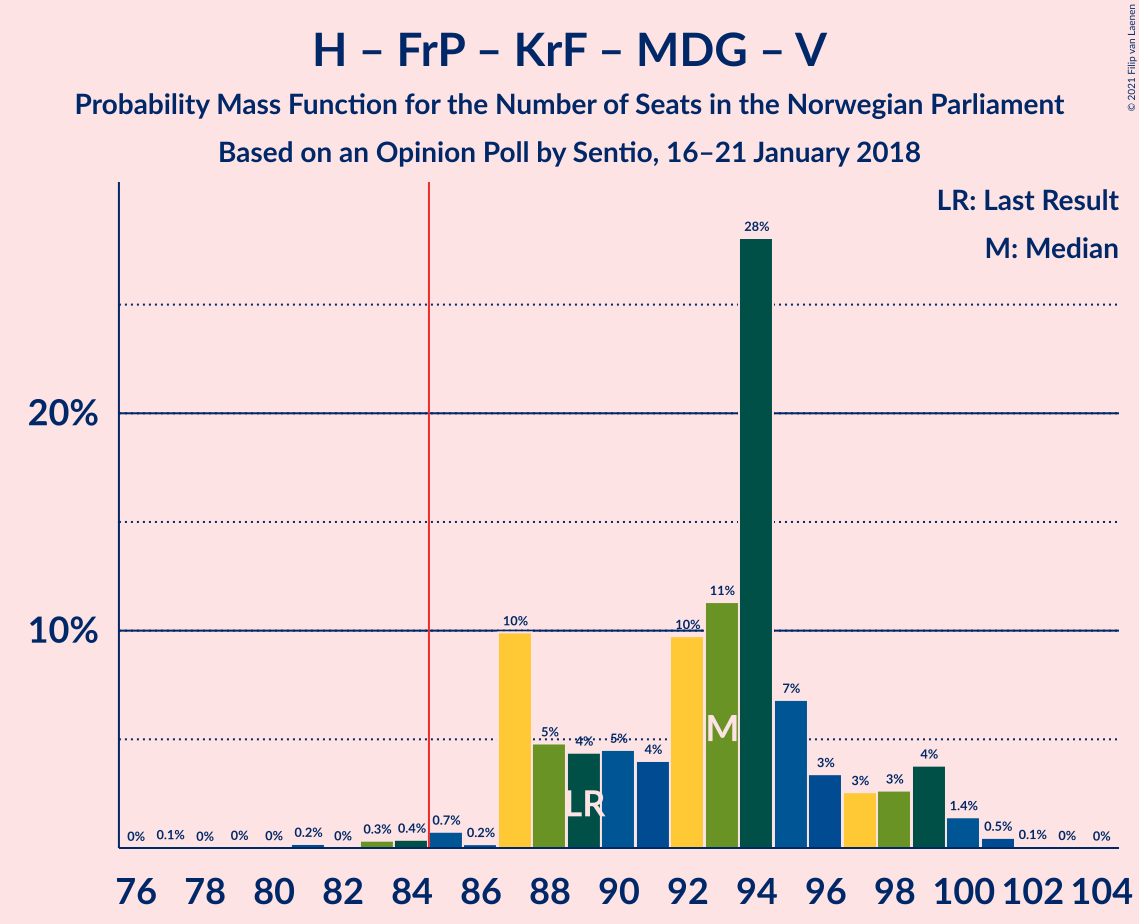 H – FrP – KrF – MDG – V
Probability Mass Function for the Number of Seats in the Norwegian Parliament
Based on an Opinion Poll by Sentio, 16–21 January 2018
© 2021 Filip van Laenen
LR: Last Result
M: Median
20%
10%
0% 0.1% 0% 0% 0% 0.2% 0% 0.3% 0.4% 0.7% 0.2% 10% 5% 4% 5% 4% 10% 11% 28% 7% 3% 3% 3% 4% 1.4% 0.5% 0.1% 0% 0%
LR
M
76 78 80 82 84 86 88 90 92 94 96 98 100 102 104